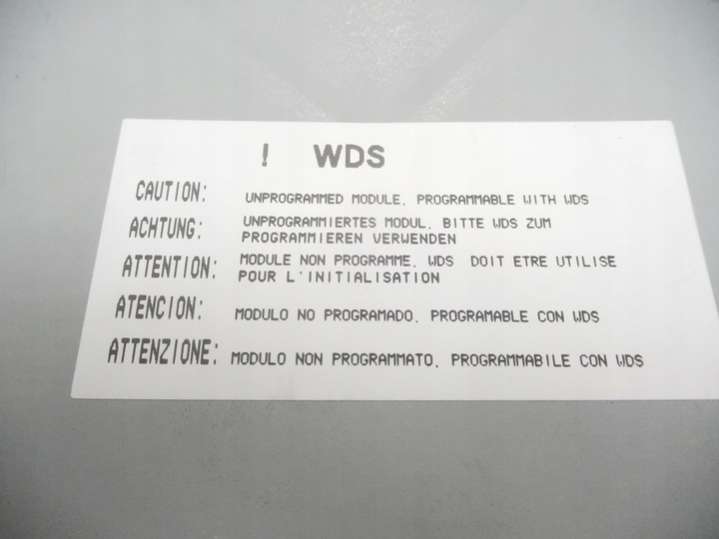 ! WDS
CAUTION: UNPROGRAMMED MODULE, PROGRAMMABLE WITH WDS
ACHTUNG: UNPROGRAMMIERTES MODUL, BITTE WDS ZUM
PROGRAMMIEREN VERWENDEN
ATTENTION: MODULE NON PROGRAMME, WDS DOIT ETRE UTILISE
POUR L'INITIALISATION
ATENCION: MODULO NO PROGRAMADO, PROGRAMABLE CON WDS
ATTENZIONE: MODULO NON PROGRAMMATO, PROGRAMMABILE CON WDS